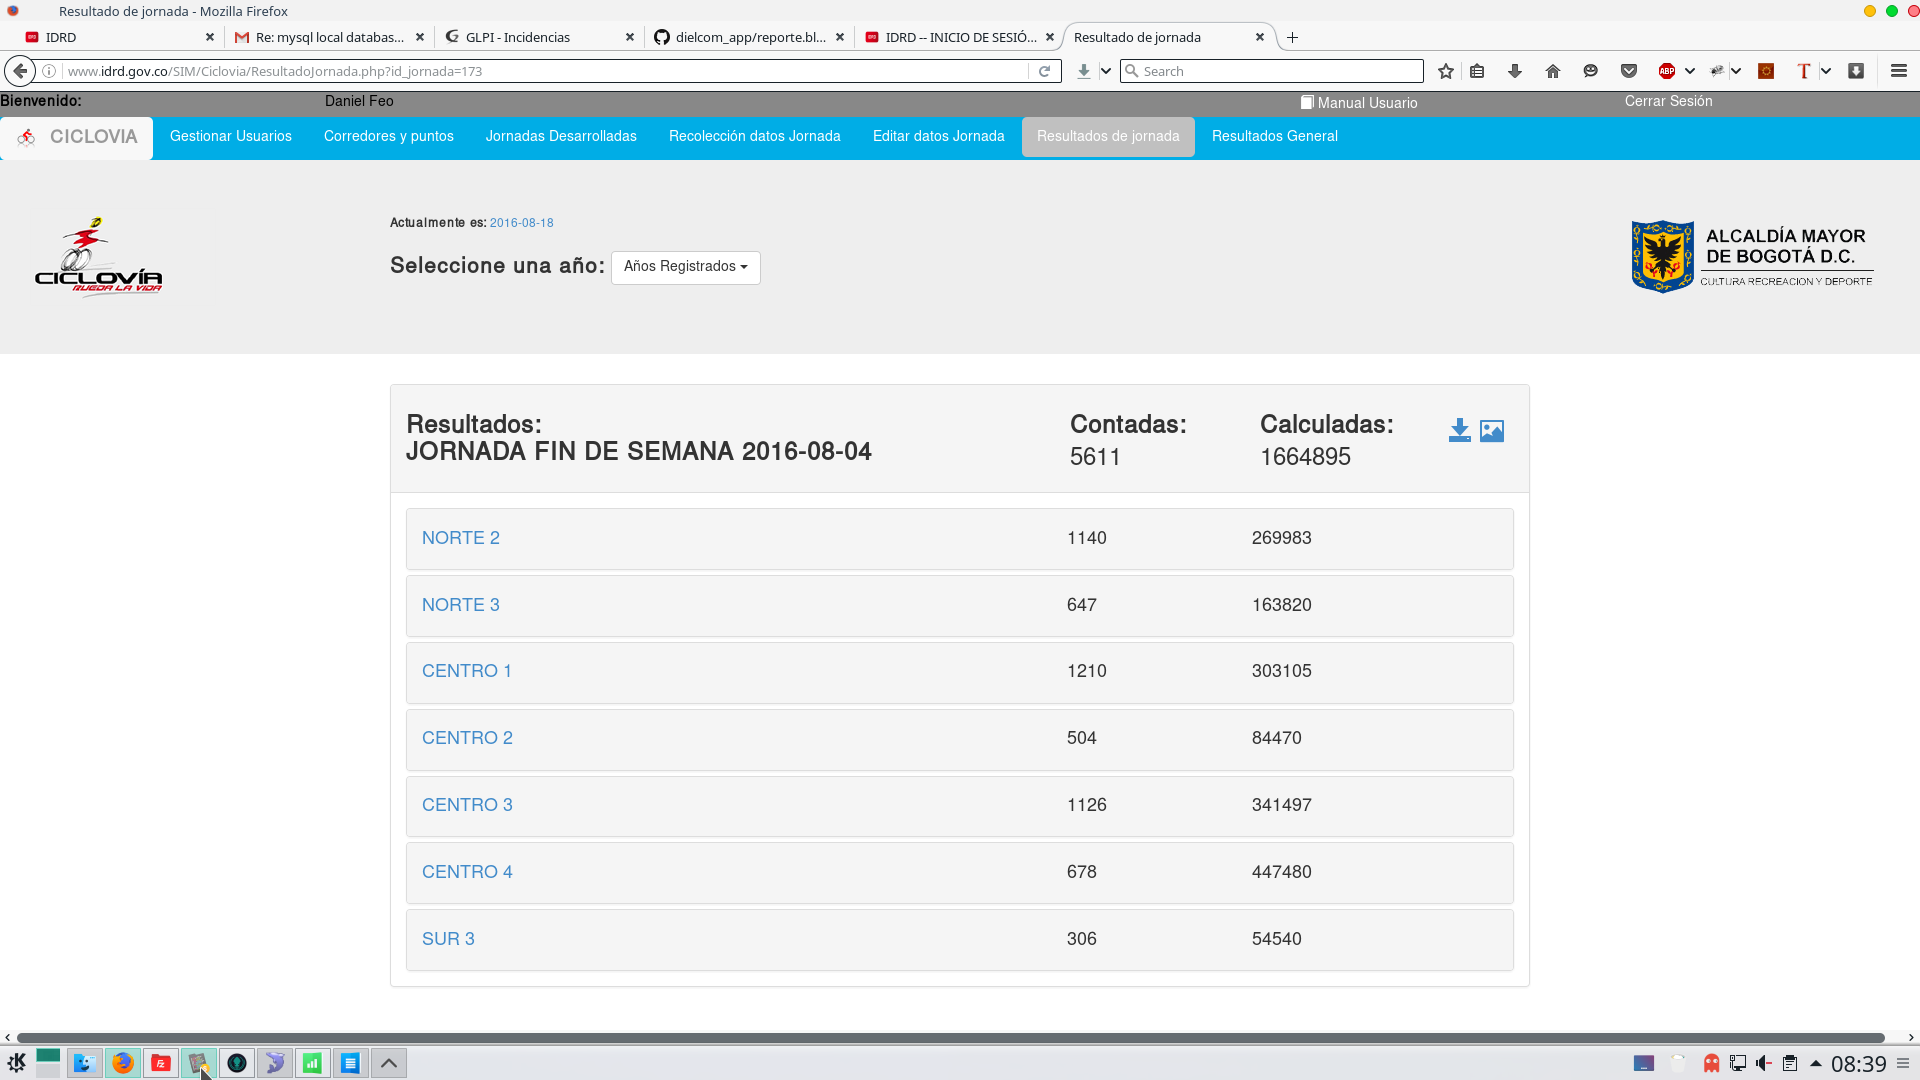 Resultado de jornada - Mozilla Firefox
IDRD
Re: mysql local databas...
GLPI - Incidencias
dielcom_app/reporte.bl...
IDRD -- INICIO DE SESIÓ...
Resultado de jornada
www.idrd.gov.co/SIM/Ciclovia/ResultadoJornada.php?id_jornada=173
Search
ABP
T
Bienvenido:
Daniel Feo
Manual Usuario
Cerrar Sesión
CICLOVIA
Gestionar Usuarios
Corredores y puntos
Jornadas Desarrolladas
Recolección datos Jornada
Editar datos Jornada
Resultados de jornada
Resultados General
CICLOVÍA
RUEDA LA VIDA
Actualmente es: 2016-08-18
Seleccione una año: Años Registrados
ALCALDÍA MAYOR
DE BOGOTÁ D.C.
CULTURA RECREACION Y DEPORTE
Resultados:
JORNADA FIN DE SEMANA 2016-08-04
Contadas:
5611
Calculadas:
1664895
NORTE 2 1140 269983
NORTE 3 647 163820
CENTRO 1 1210 303105
CENTRO 2 504 84470
CENTRO 3 1126 341497
CENTRO 4 678 447480
SUR 3 306 54540
08:39